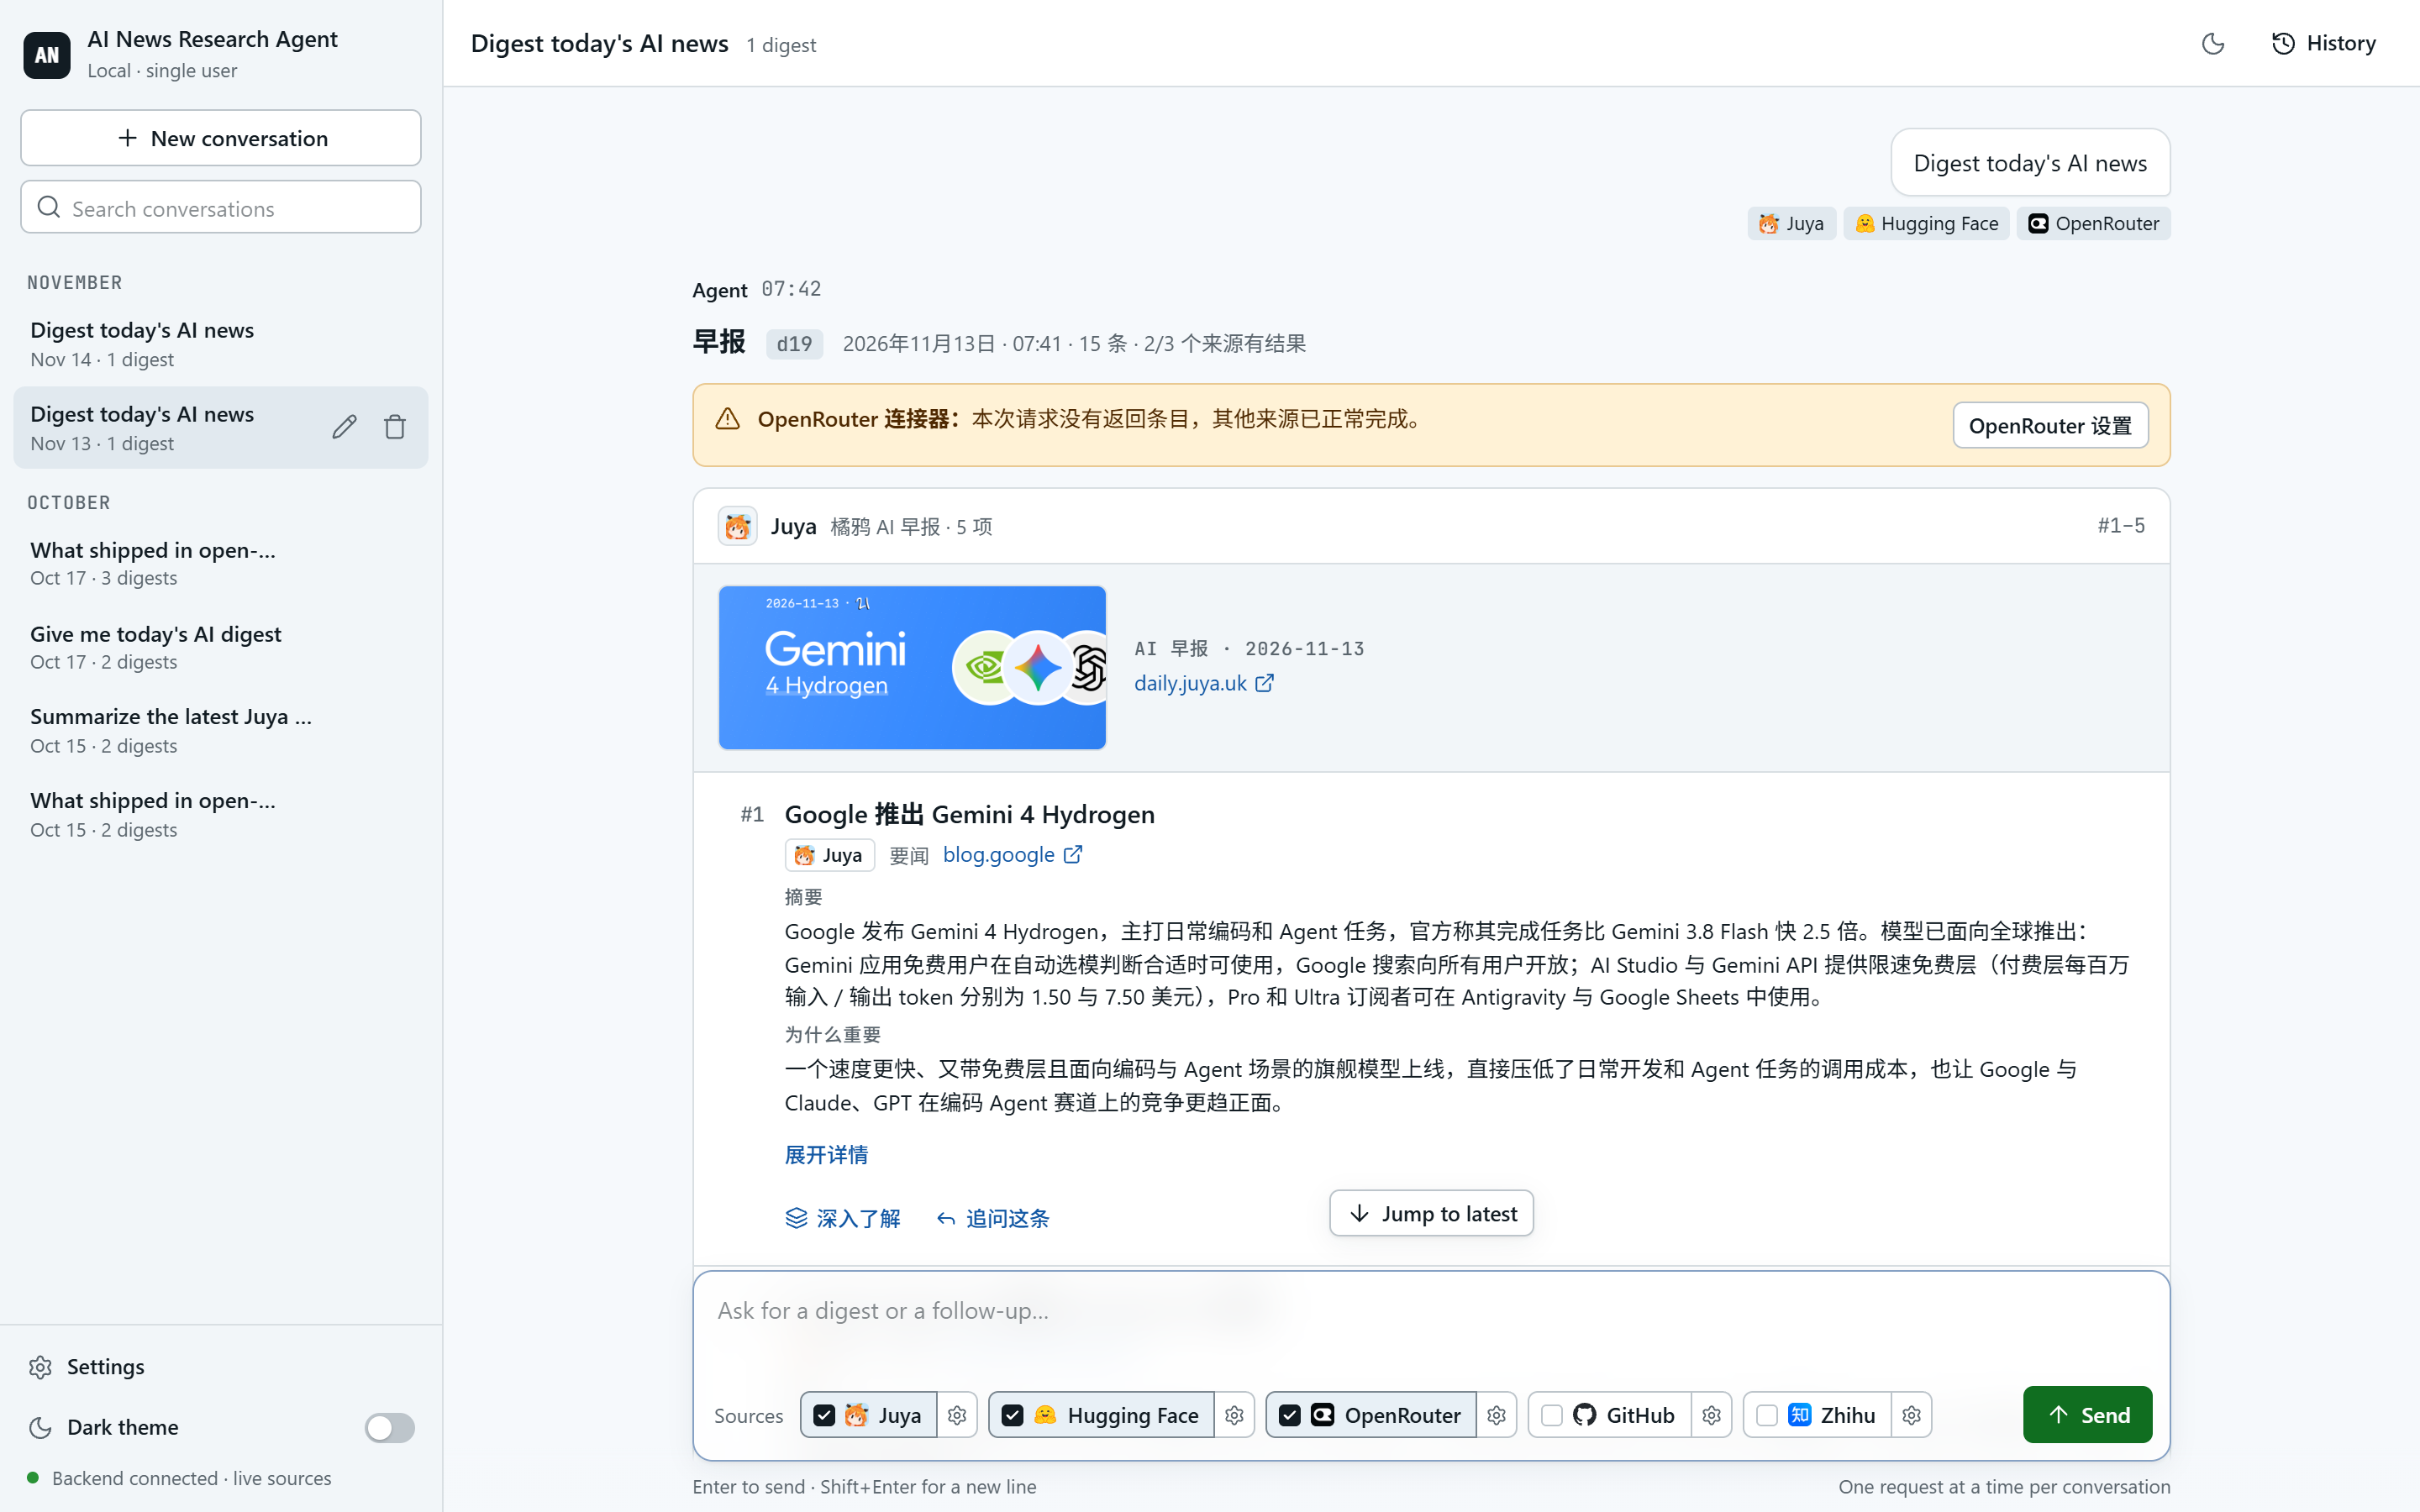 AN
AI News Research Agent
Local · single user
New conversation
Search conversations
NOVEMBER
Digest today's AI news
Nov 14 · 1 digest
Digest today's AI news
Nov 13 · 1 digest
OCTOBER
What shipped in open-...
Oct 17 · 3 digests
Give me today's AI digest
Oct 17 · 2 digests
Summarize the latest Juya ...
Oct 15 · 2 digests
What shipped in open-...
Oct 15 · 2 digests
Settings
Dark theme
Backend connected · live sources
Digest today's AI news 1 digest
History
Digest today's AI news
Juya Hugging Face OpenRouter
Agent 07:42
早报 d19 2026年11月13日 · 07:41 · 15 条 · 2/3 个来源有结果
OpenRouter 连接器：本次请求没有返回条目，其他来源已正常完成。
OpenRouter 设置
Juya 橘鸦 AI 早报 · 5 项 #1–5
2026-11-13 ·
Gemini
4 Hydrogen
AI 早报 · 2026-11-13
daily.juya.uk
#1 Google 推出 Gemini 4 Hydrogen
Juya 要闻 blog.google
摘要
Google 发布 Gemini 4 Hydrogen，主打日常编码和 Agent 任务，官方称其完成任务比 Gemini 3.8 Flash 快 2.5 倍。模型已面向全球推出：
Gemini 应用免费用户在自动选模判断合适时可使用，Google 搜索向所有用户开放；AI Studio 与 Gemini API 提供限速免费层（付费层每百万
输入 / 输出 token 分别为 1.50 与 7.50 美元），Pro 和 Ultra 订阅者可在 Antigravity 与 Google Sheets 中使用。
为什么重要
一个速度更快、又带免费层且面向编码与 Agent 场景的旗舰模型上线，直接压低了日常开发和 Agent 任务的调用成本，也让 Google 与
Claude、GPT 在编码 Agent 赛道上的竞争更趋正面。
展开详情
深入了解 追问这条
Jump to latest
Ask for a digest or a follow-up...
Sources Juya Hugging Face OpenRouter GitHub 知 Zhihu Send
Enter to send · Shift+Enter for a new line
One request at a time per conversation